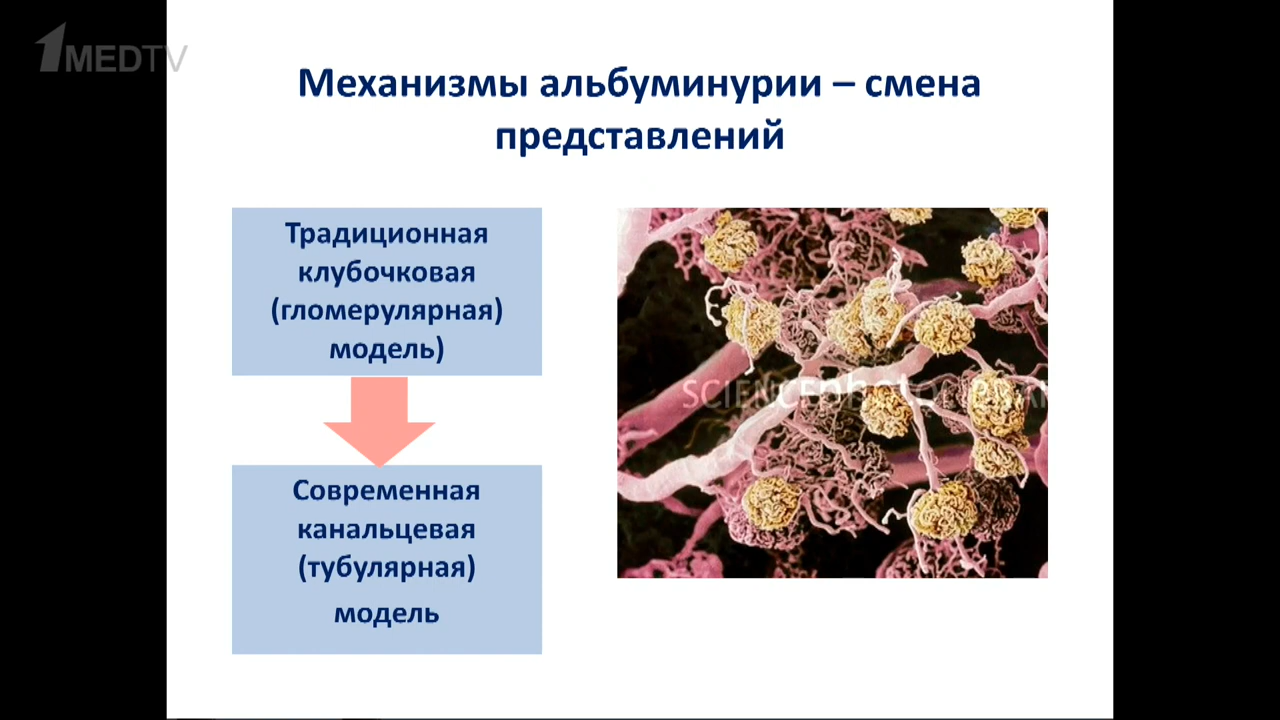 1MEDTV
Механизмы альбуминурии – смена
представлений
Традиционная
клубочковая
(гломерулярная)
модель)
Современная
канальцевая
(тубулярная)
модель